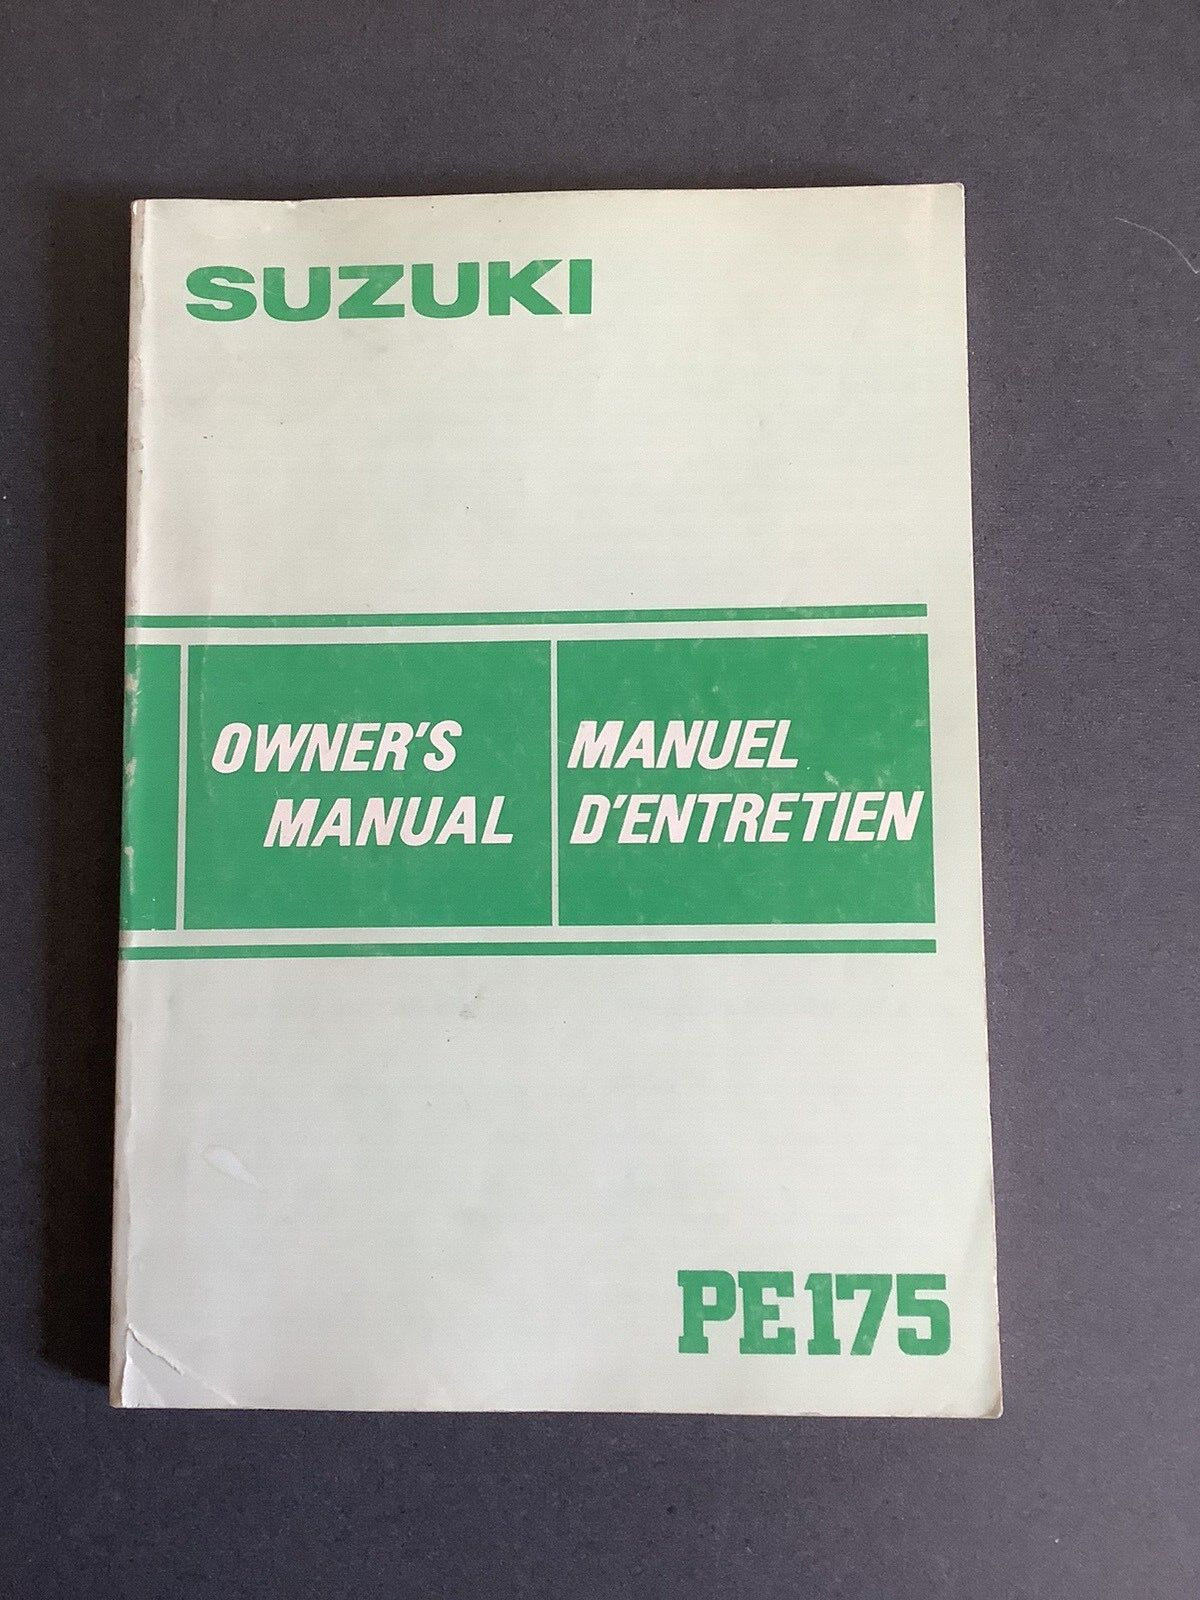 SUZUKI
OWNER'S
MANUAL
MANUEL
D'ENTRETIEN
PE175